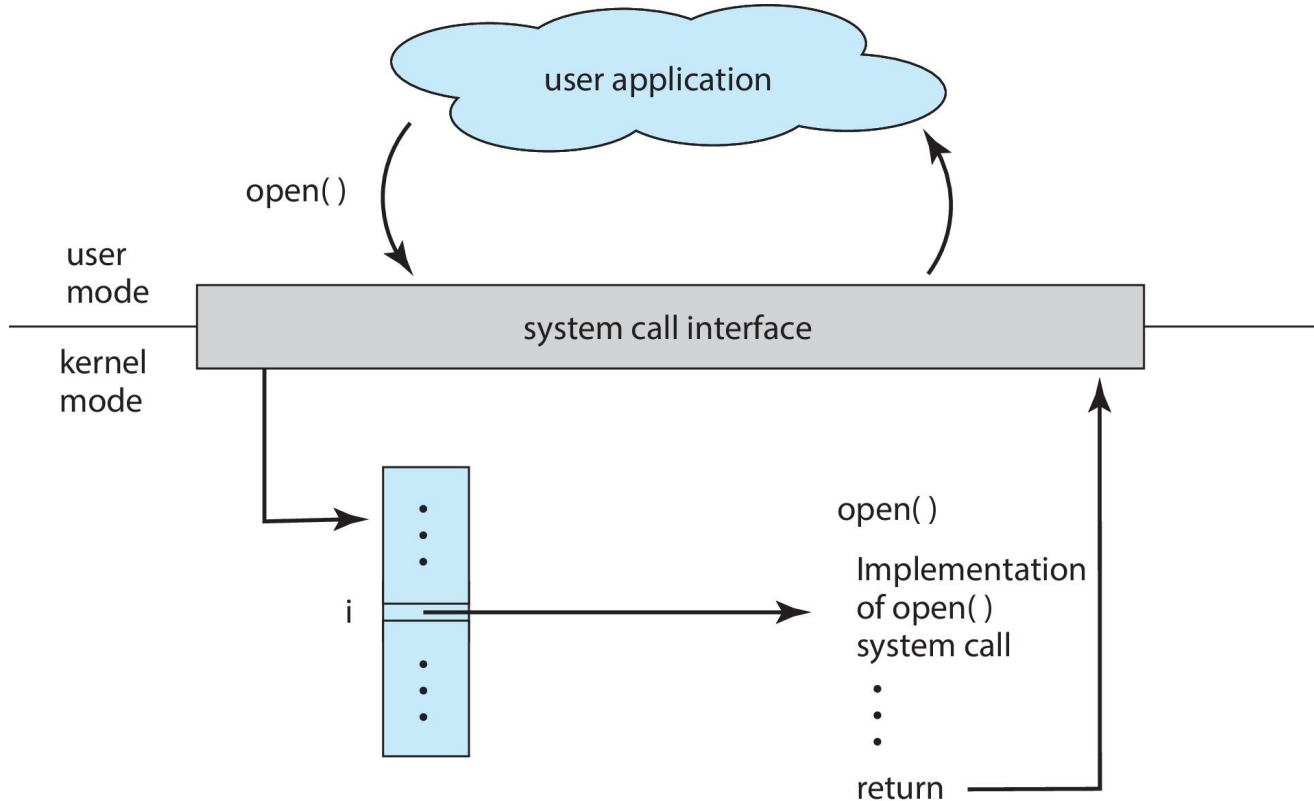 user application
open( )
user
mode
system call interface
kernel
mode
open( )
Implementation
i
of open( )
system call
return